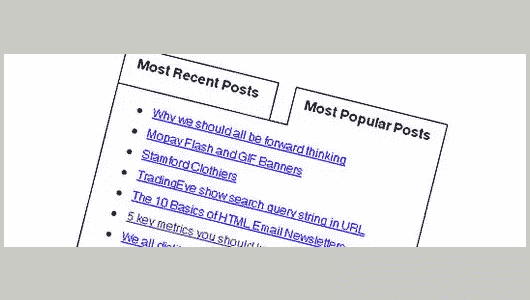 Most Recent Posts
Most Popular Posts
Why we should all be forward thinking
Mopay Flash and GIF Banners
Stamford Clothiers
TradingEye show search query string in URL
The 10 Basics of HTML Email Newsletters
5 key metrics you should
We all